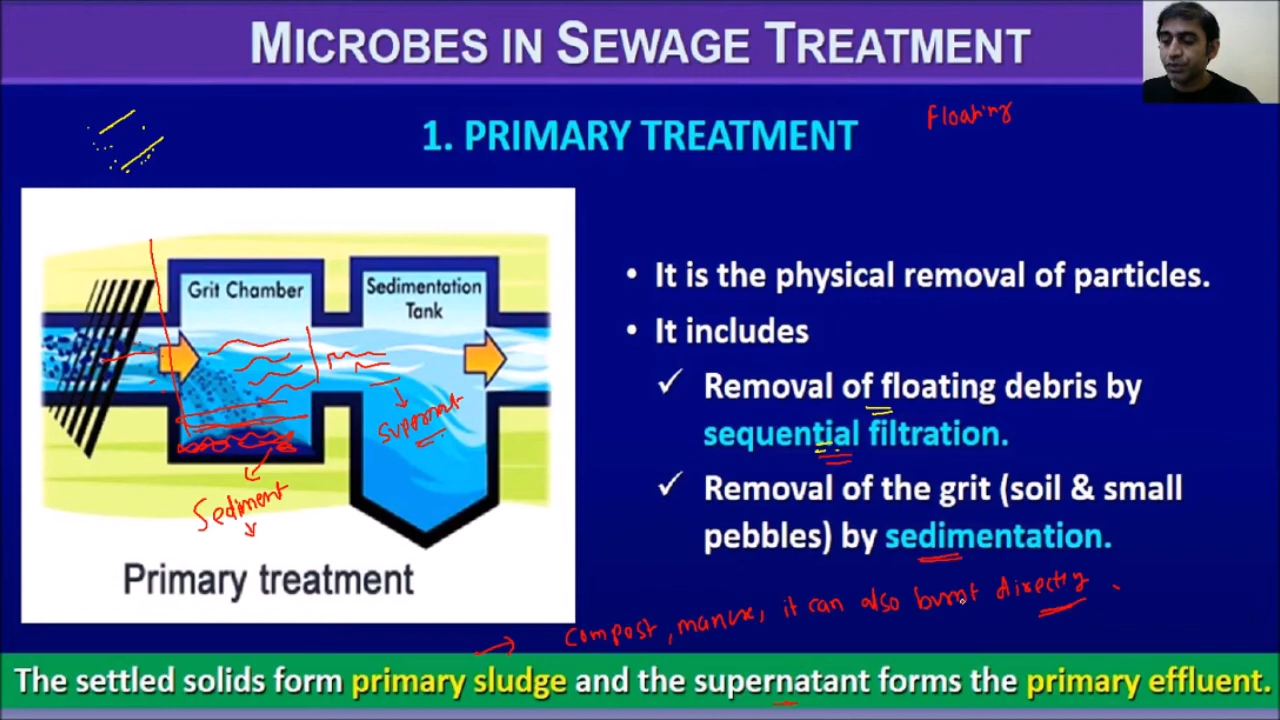 MICROBES IN SEWAGE TREATMENT
Floating
1. PRIMARY TREATMENT
Grit Chamber
Sedimentation
Tank
Supernat
Sediment
Primary treatment
• It is the physical removal of particles.
• It includes
✓ Removal of floating debris by
sequential filtration.
✓ Removal of the grit (soil & small
pebbles) by sedimentation.
→ compost, manure, it can also burnt directly.
The settled solids form primary sludge and the supernatant forms the primary effluent.